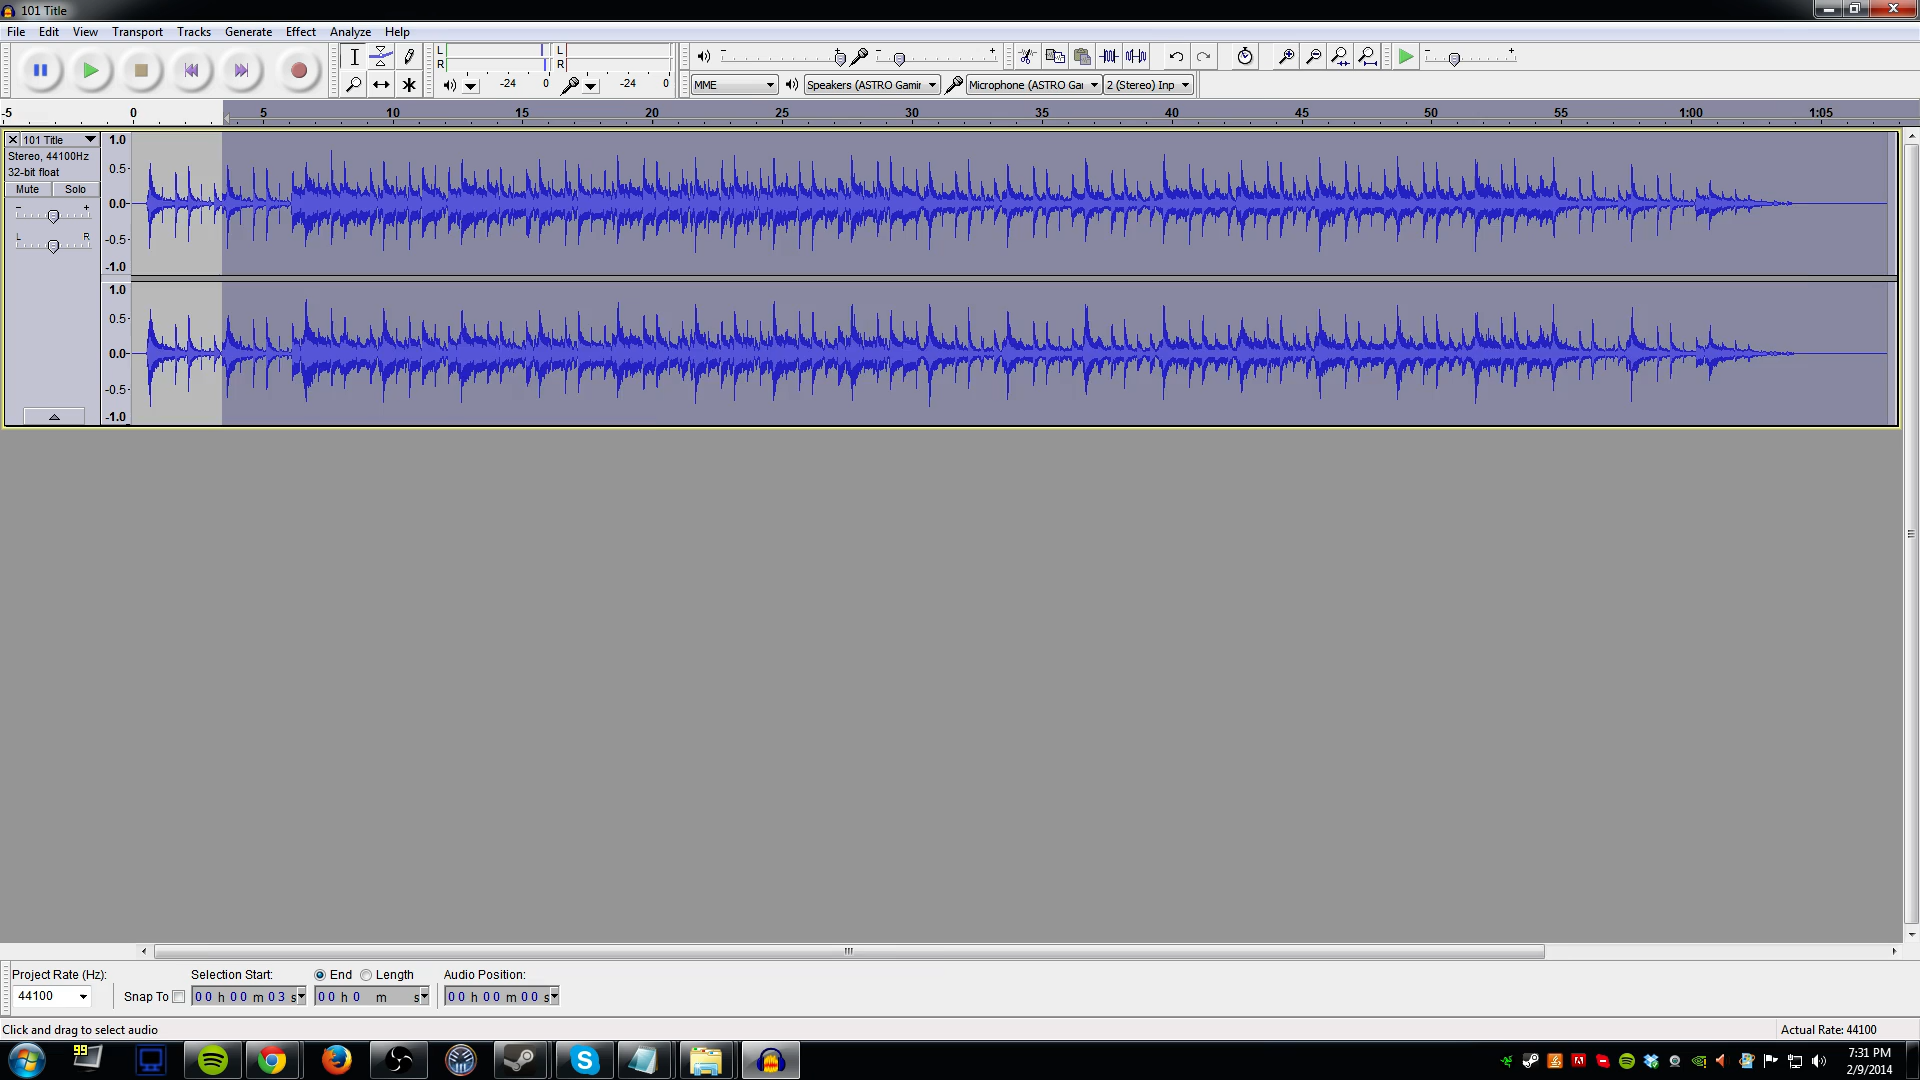 101 Title
File Edit View Transport Tracks Generate Effect Analyze Help
L
R
-24 0
L
R
-24 0
MME
Speakers (ASTRO Gamin
Microphone (ASTRO Ga
2 (Stereo) Inp
-5 0 5 10 15 20 25 30 35 40 45 50 55 1:00 1:05
101 Title
Stereo, 44100Hz
32-bit float
Mute Solo
- +
L R
1.0
0.5
0.0
-0.5
-1.0
1.0
0.5
0.0
-0.5
-1.0
Project Rate (Hz):
44100
Snap To
Selection Start:
00 h 00 m 03 s
End Length
00 h 0 m s
Audio Position:
00 h 00 m 00 s
Click and drag to select audio
Actual Rate: 44100
99
7:31 PM
2/9/2014